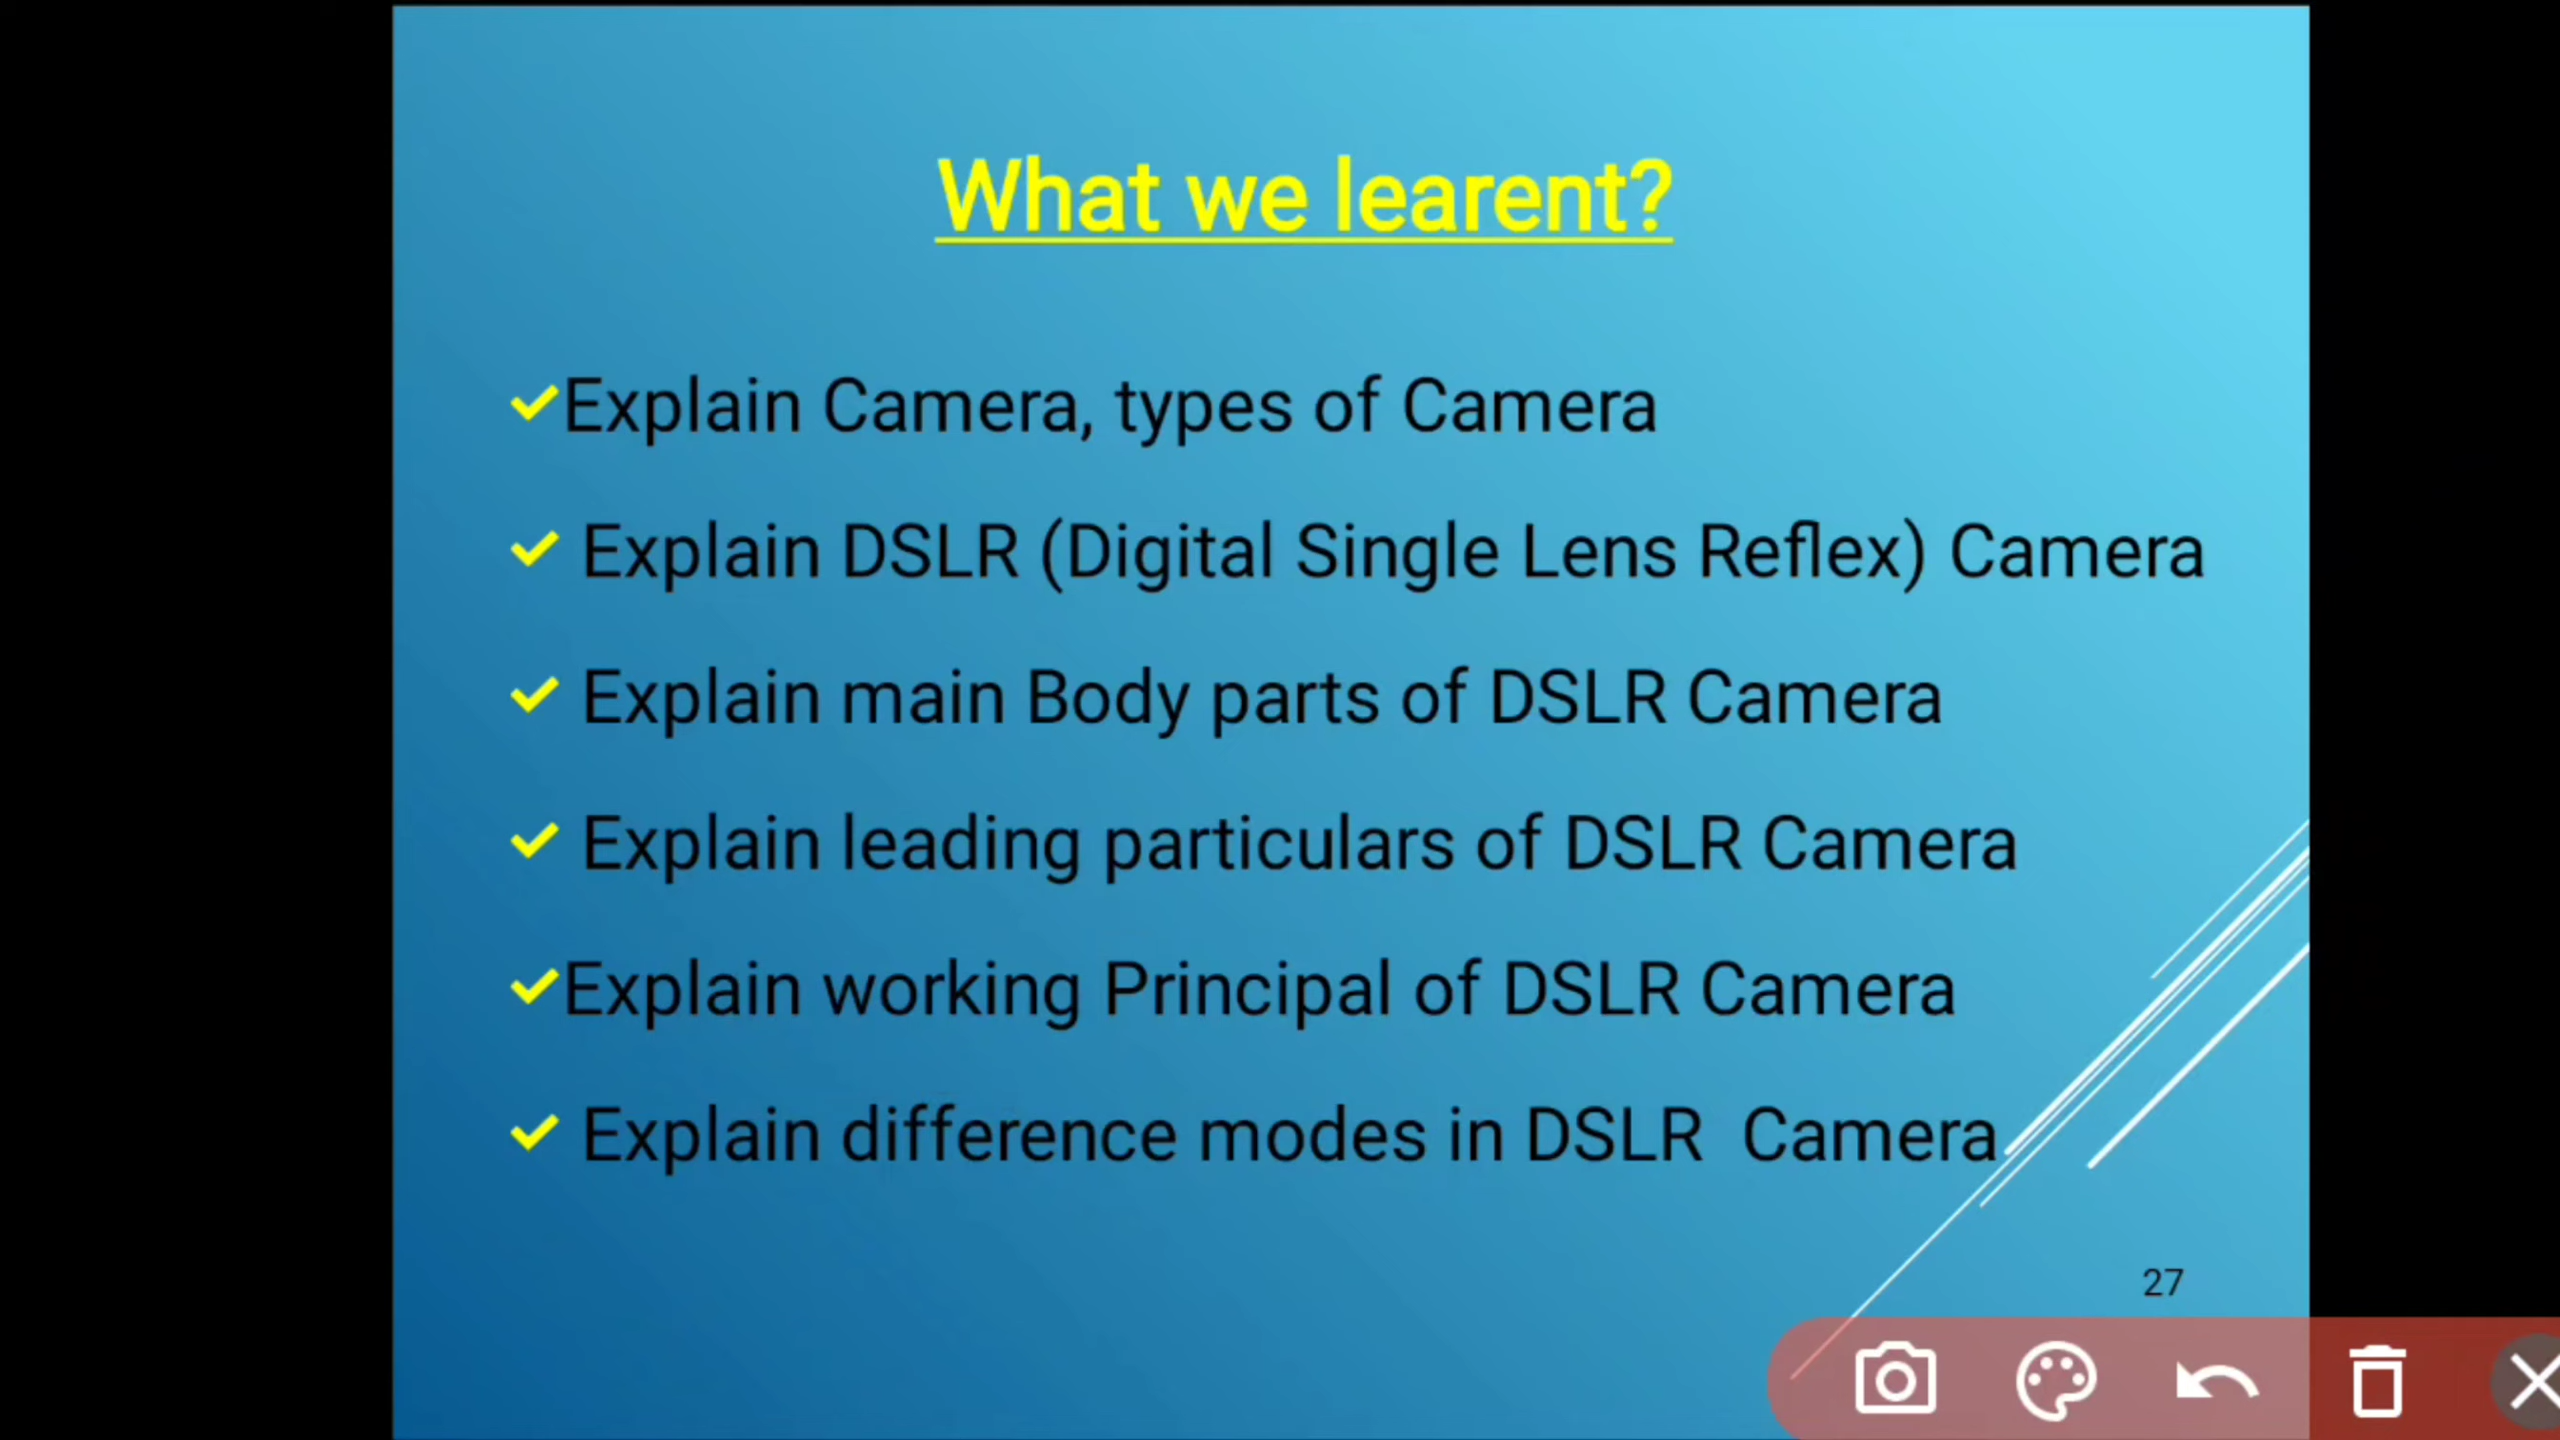 What we learent?
Explain Camera, types of Camera
Explain DSLR (Digital Single Lens Reflex) Camera
Explain main Body parts of DSLR Camera
Explain leading particulars of DSLR Camera
Explain working Principal of DSLR Camera
Explain difference modes in DSLR Camera
27